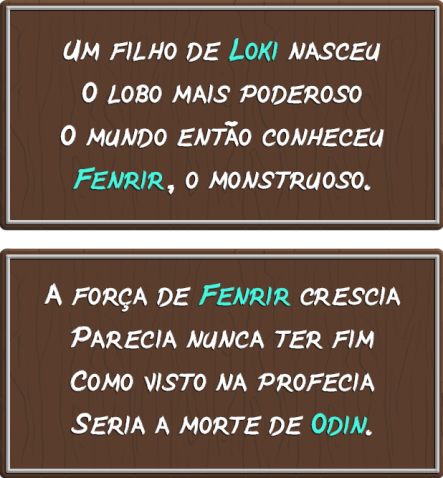 Um filho de Loki nasceu
O lobo mais poderoso
O mundo então conheceu
Fenrir, o monstruoso.
A força de Fenrir crescia
Parecia nunca ter fim
Como visto na profecia
Seria a morte de Odin.